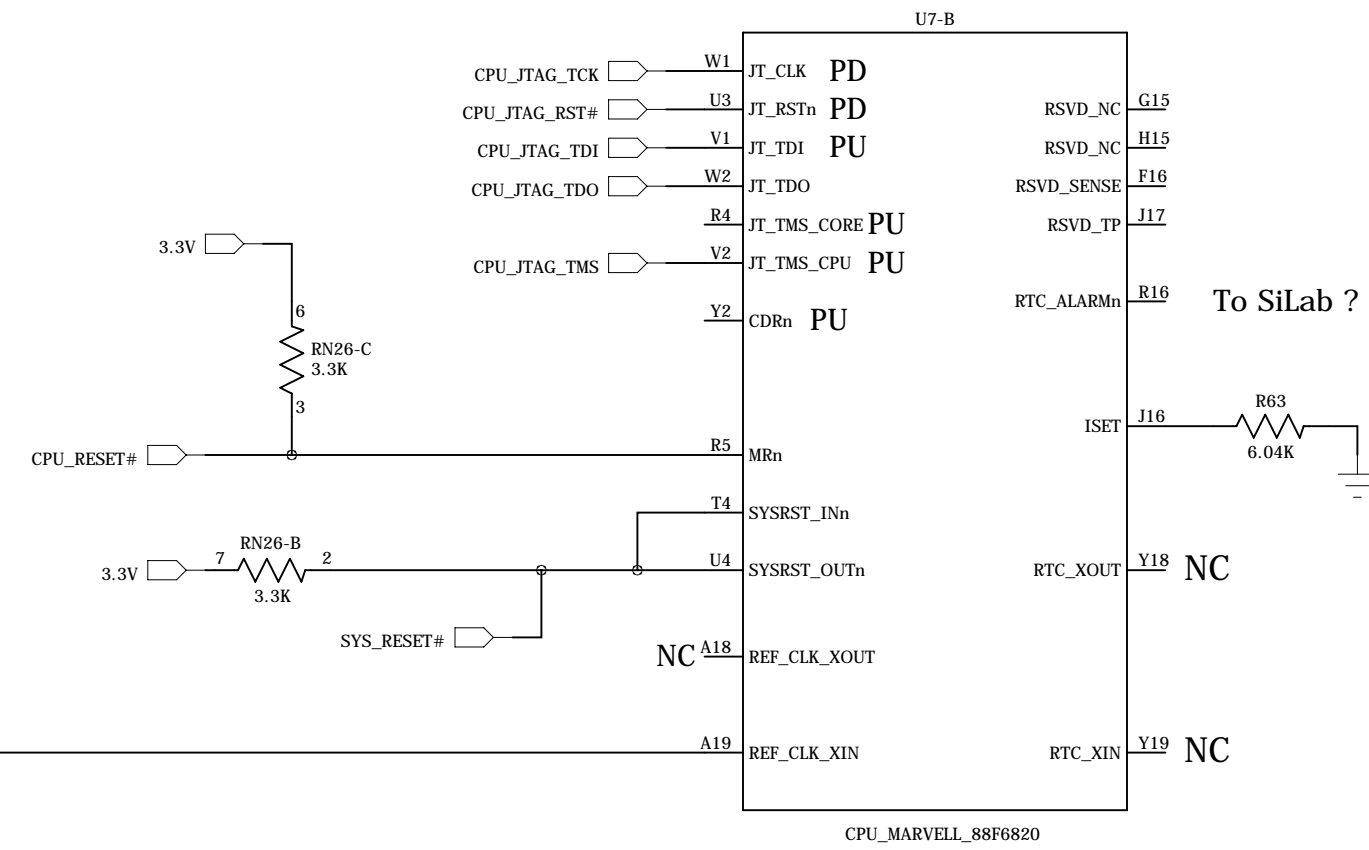 U7-B
CPU_JTAG_TCK W1 JT_CLK PD
CPU_JTAG_RST# U3 JT_RSTn PD RSVD_NC G15
CPU_JTAG_TDI V1 JT_TDI PU RSVD_NC H15
CPU_JTAG_TDO W2 JT_TDO RSVD_SENSE F16
R4 JT_TMS_CORE PU RSVD_TP J17
3.3V
CPU_JTAG_TMS V2 JT_TMS_CPU PU
RTC_ALARMn R16 To SiLab ?
6
Y2 CDRn PU
RN26-C
3.3K
3
R63
ISET J16
6.04K
CPU_RESET# R5 MRn
T4 SYSRST_INn
RN26-B
3.3V 7 2 U4 SYSRST_OUTn RTC_XOUT Y18 NC
3.3K
SYS_RESET#
NC A18 REF_CLK_XOUT
A19 REF_CLK_XIN RTC_XIN Y19 NC
CPU_MARVELL_88F6820